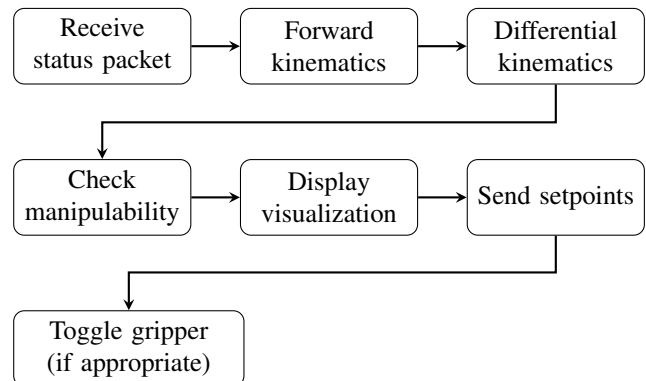 Receive
status packet
Forward
kinematics
Differential
kinematics
Check
manipulability
Display
visualization
Send setpoints
Toggle gripper
(if appropriate)